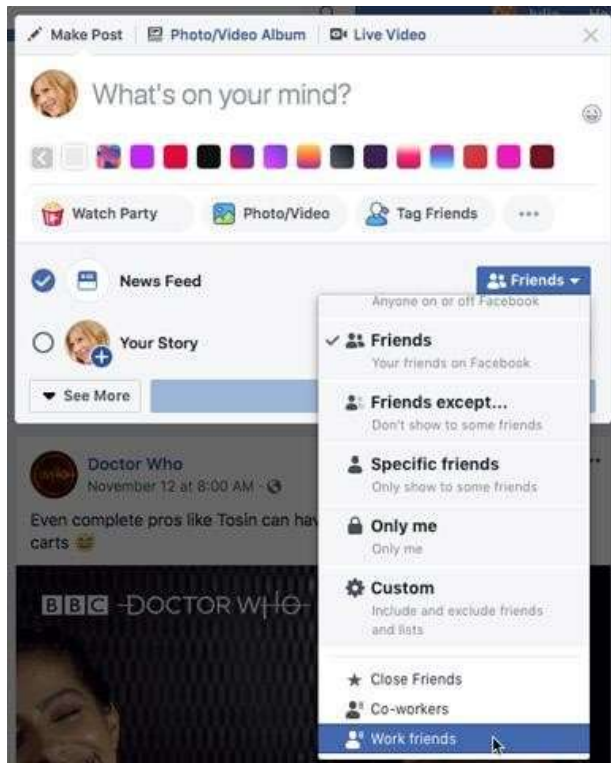 Make Post
Photo/Video Album
Live Video
What's on your mind?
Watch Party
Photo/Video
Tag Friends
News Feed
Friends
Your Story
See More
Anyone on or off Facebook
Friends
Your friends on Facebook
Friends except...
Don't show to some friends
Specific friends
Only show to some friends
Only me
Only me
Custom
Include and exclude friends
and lists
Close Friends
Co-workers
Work friends
Doctor Who
November 12 at 8:00 AM ·
Even complete pros like Tosin can hav
carts
BBC DOCTOR WHO